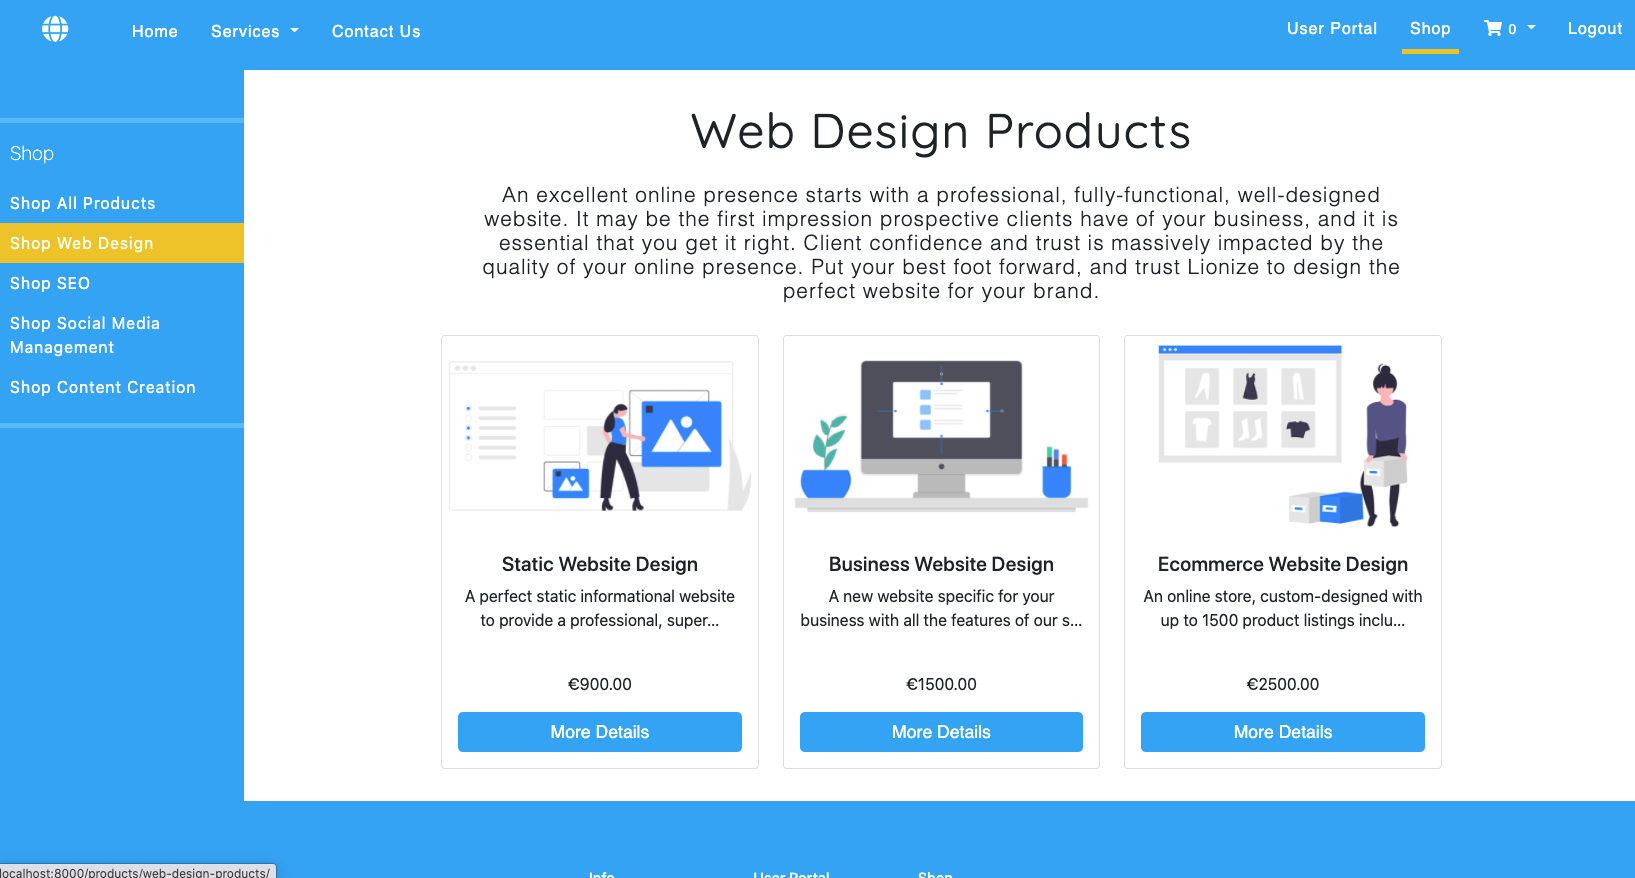 Home Services Contact Us User Portal Shop 0 Logout
Shop
Shop All Products
Shop Web Design
Shop SEO
Shop Social Media
Management
Shop Content Creation
Web Design Products
An excellent online presence starts with a professional, fully-functional, well-designed
website. It may be the first impression prospective clients have of your business, and it is
essential that you get it right. Client confidence and trust is massively impacted by the
quality of your online presence. Put your best foot forward, and trust Lionize to design the
perfect website for your brand.
Static Website Design
A perfect static informational website
to provide a professional, super...
€900.00
More Details
Business Website Design
A new website specific for your
business with all the features of our s...
€1500.00
More Details
Ecommerce Website Design
An online store, custom-designed with
up to 1500 product listings inclu...
€2500.00
More Details
Info User Portal Shop
localhost:8000/products/web-design-products/